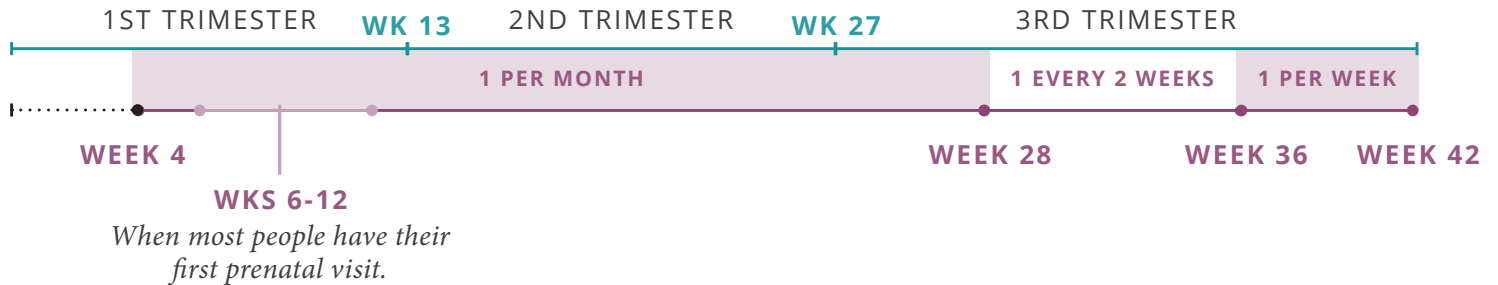 1ST TRIMESTER
WK 13
2ND TRIMESTER
WK 27
3RD TRIMESTER
1 PER MONTH
1 EVERY 2 WEEKS
1 PER WEEK
WEEK 4
WEEK 28
WEEK 36
WEEK 42
WKS 6-12
When most people have their
first prenatal visit.